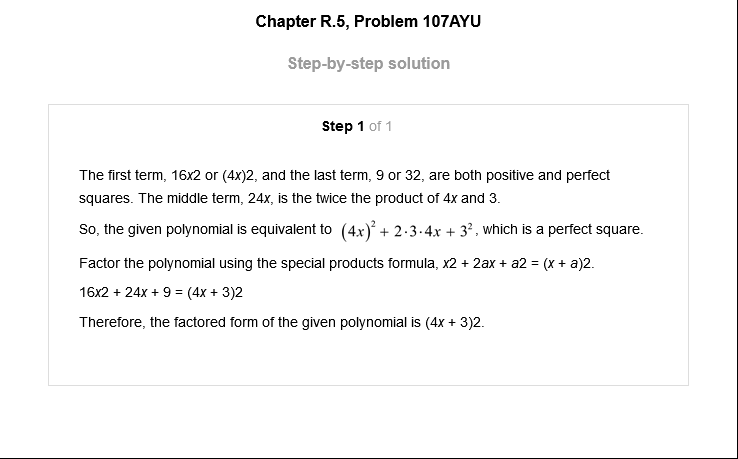 Chapter R.5, Problem 107AYU
Step-by-step solution
Step 1 of 1
The first term, 16x2 or (4x)2, and the last term, 9 or 32, are both positive and perfect
squares. The middle term, 24x, is the twice the product of 4x and 3.
So, the given polynomial is equivalent to (4x)² + 2·3·4x + 3², which is a perfect square.
Factor the polynomial using the special products formula, x2 + 2ax + a2 = (x + a)2.
16x2 + 24x + 9 = (4x + 3)2
Therefore, the factored form of the given polynomial is (4x + 3)2.